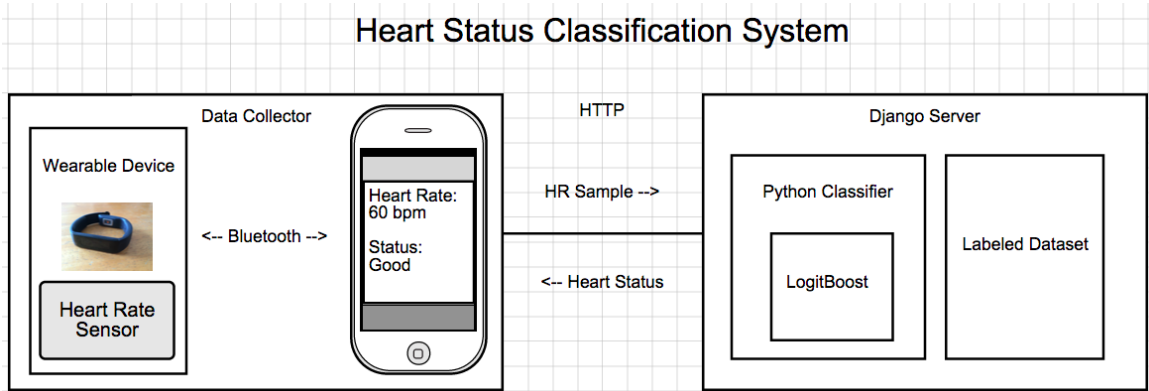 Heart Status Classification System
Data Collector
Wearable Device
Heart Rate
Sensor
<-- Bluetooth -->
Heart Rate:
60 bpm
Status:
Good
HTTP
HR Sample -->
<-- Heart Status
Django Server
Python Classifier
LogitBoost
Labeled Dataset